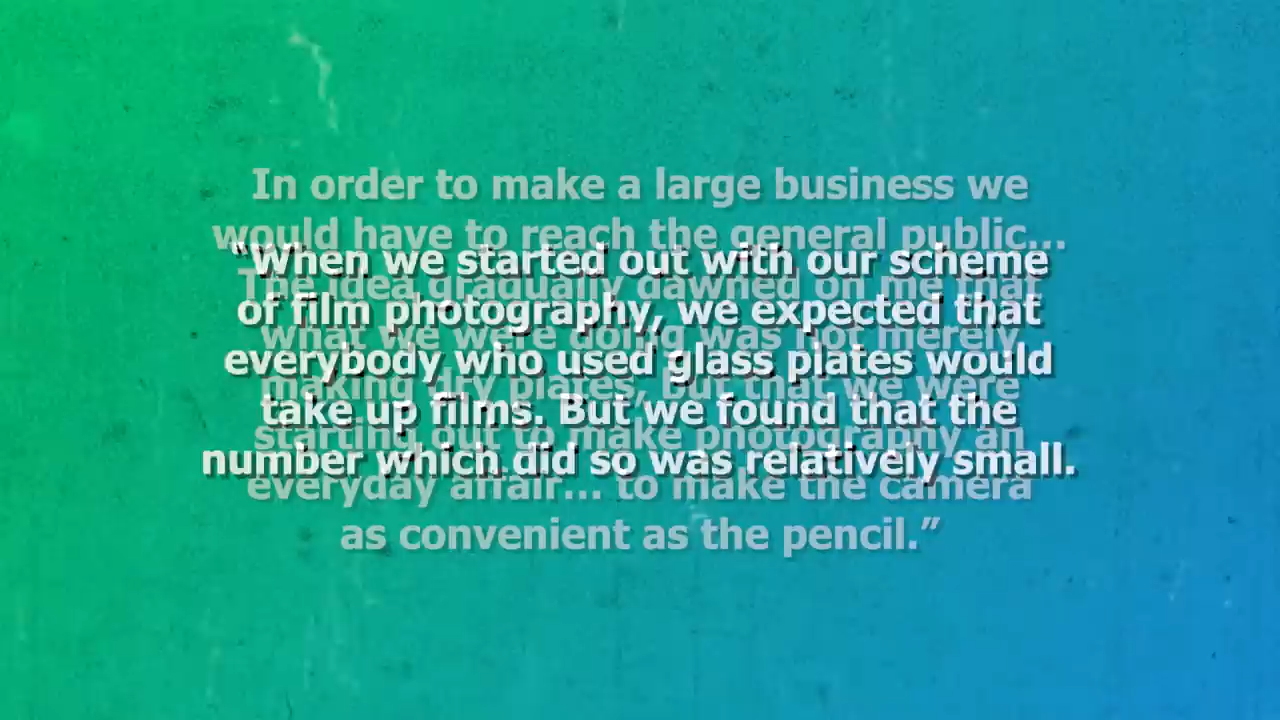 “When we started out with our scheme
of film photography, we expected that
everybody who used glass plates would
take up films. But we found that the
number which did so was relatively small.
In order to make a large business we
would have to reach the general public...
The idea gradually dawned on me that
what we were doing was not merely
making dry plates, but that we were
starting out to make photography an
everyday affair... to make the camera
as convenient as the pencil.”